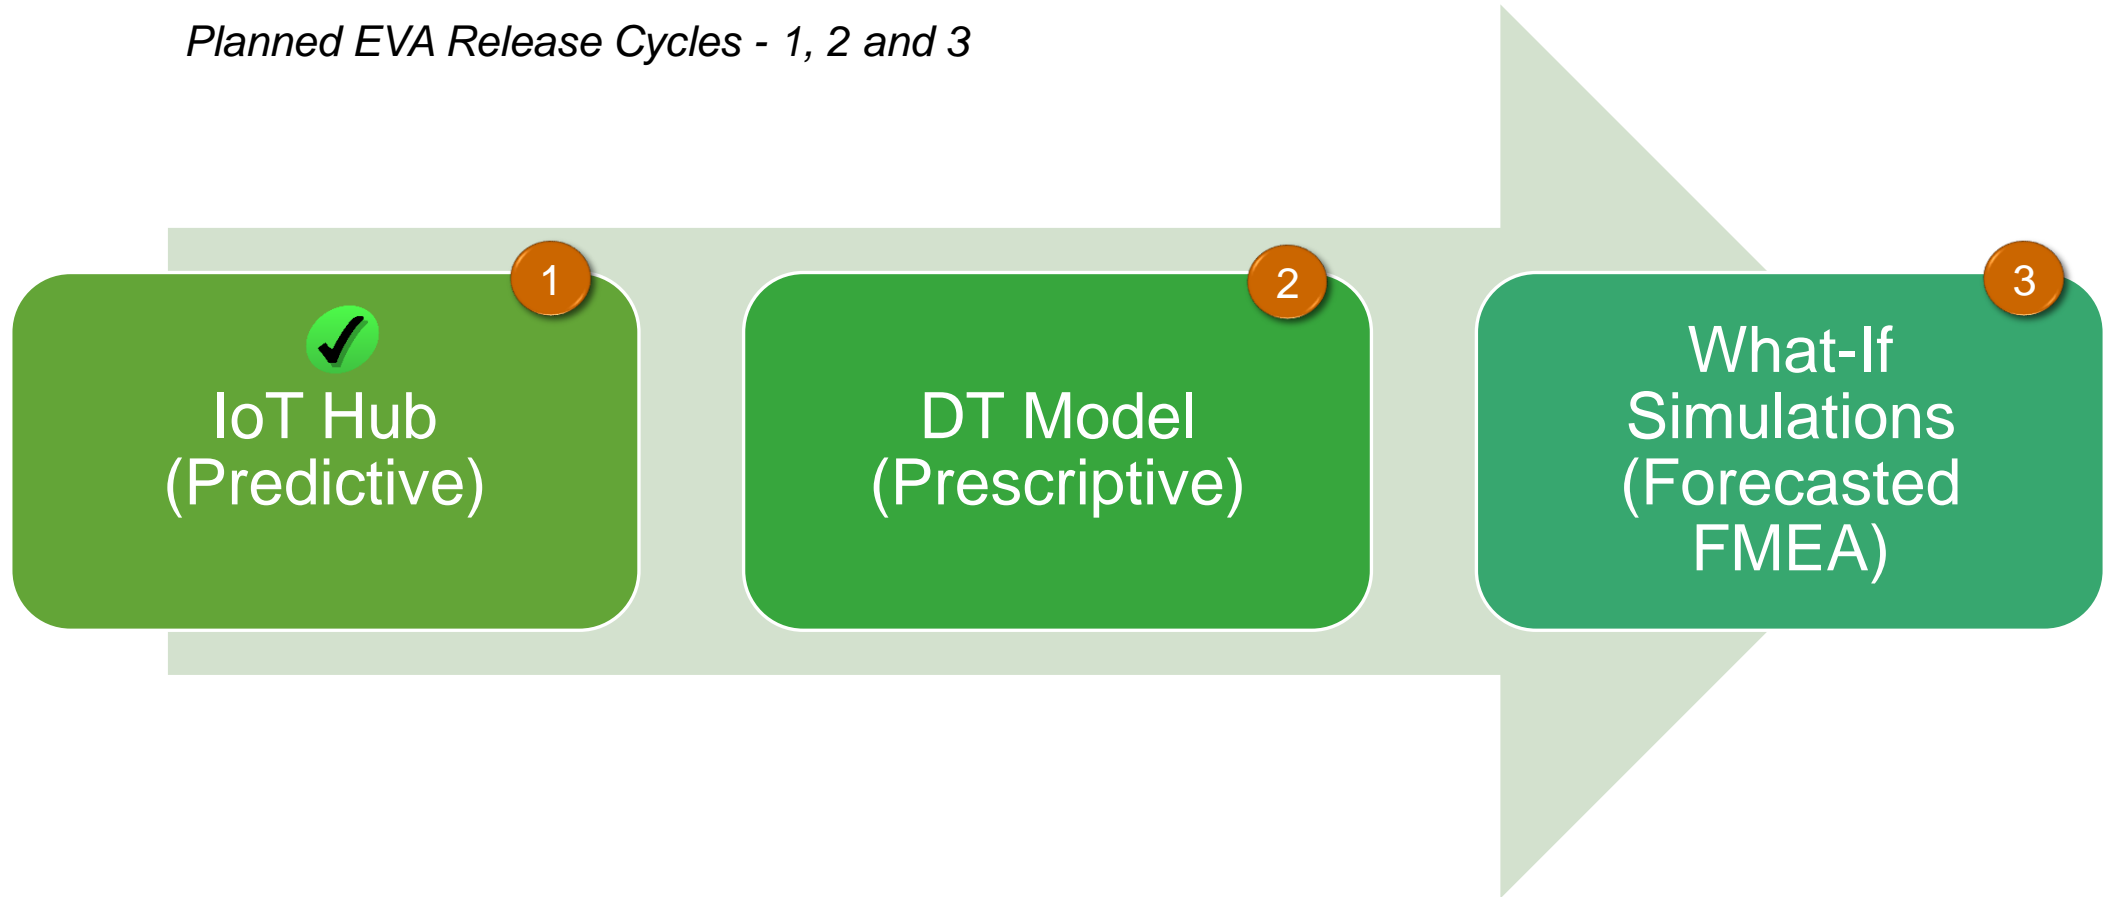 Planned EVA Release Cycles - 1, 2 and 3
1
IoT Hub
(Predictive)
2
DT Model
(Prescriptive)
3
What-If
Simulations
(Forecasted
FMEA)